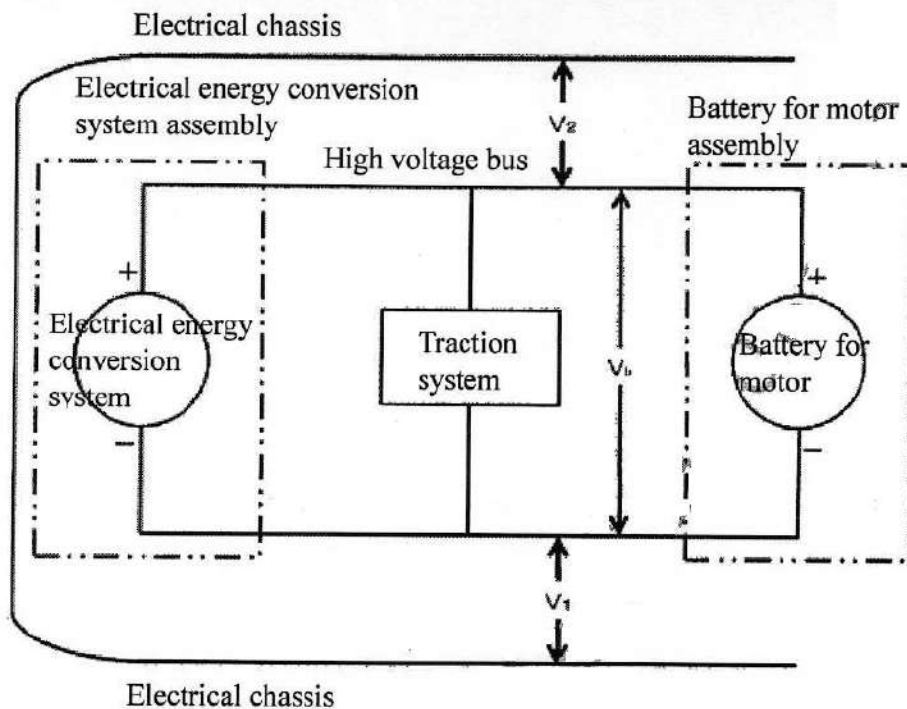 Electrical chassis
Electrical energy conversion
system assembly
V2
Battery for motor
assembly
High voltage bus
+
+
Electrical energy
conversion
system
Traction
system
Vb
Battery for
motor
−
−
V1
Electrical chassis